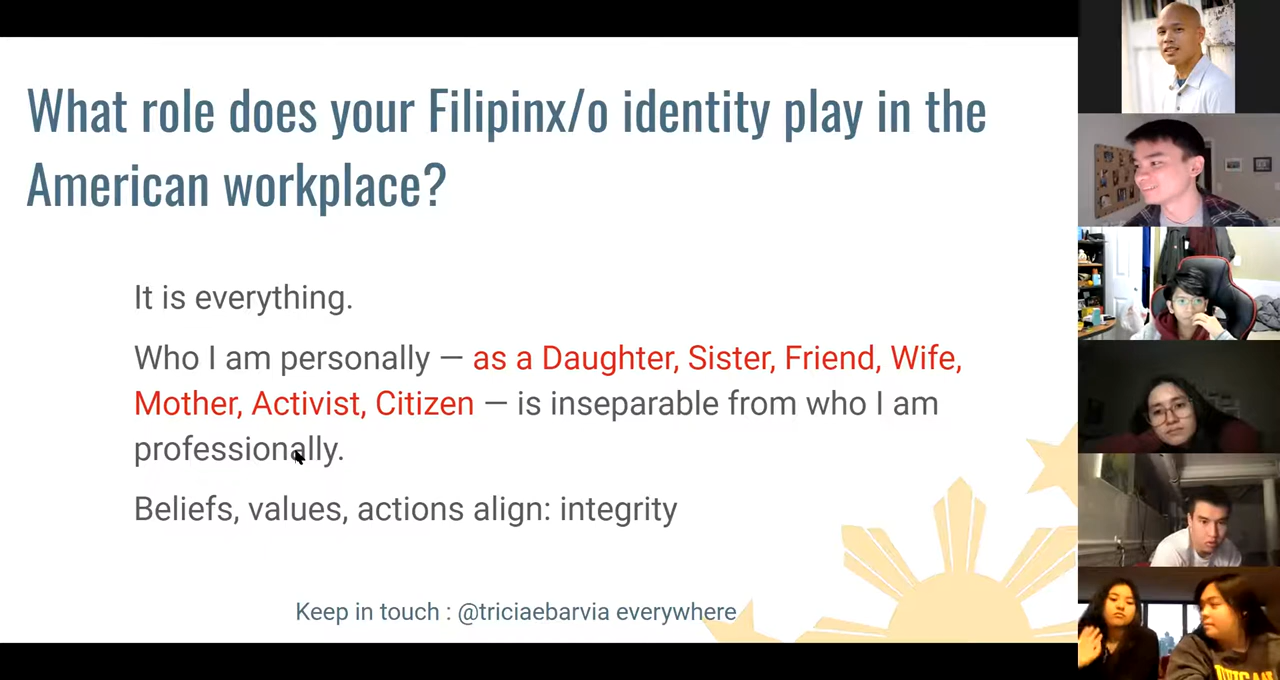 What role does your Filipinx/o identity play in the
American workplace?
It is everything.
Who I am personally — as a Daughter, Sister, Friend, Wife,
Mother, Activist, Citizen — is inseparable from who I am
professionally.
Beliefs, values, actions align: integrity
Keep in touch : @triciaebarvia everywhere